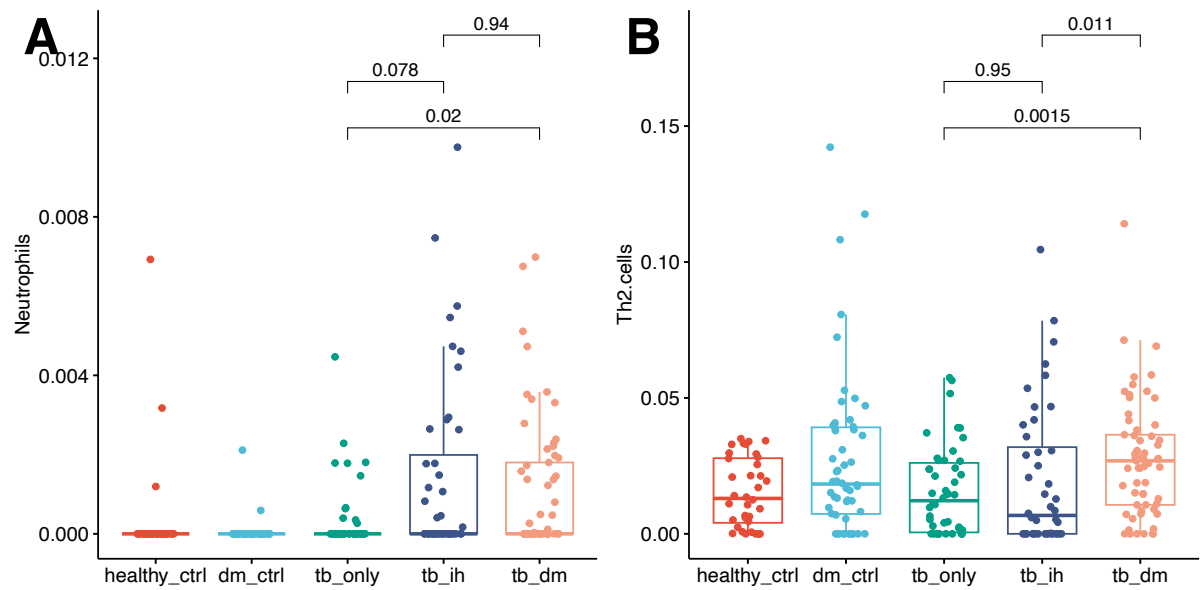 A
Neutrophils
0.012
0.008
0.004
0.000
0.94
0.078
0.02
healthy_ctrl
dm_ctrl
tb_only
tb_ih
tb_dm
B
Th2.cells
0.15
0.10
0.05
0.00
0.011
0.95
0.0015
healthy_ctrl
dm_ctrl
tb_only
tb_ih
tb_dm